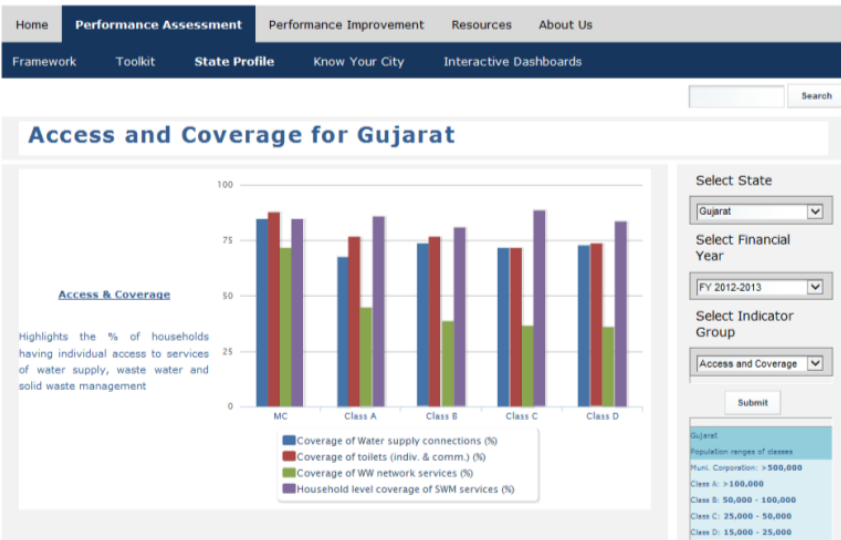 Home Performance Assessment Performance Improvement Resources About Us
Framework Toolkit State Profile Know Your City Interactive Dashboards
Search
Access and Coverage for Gujarat
100
75
50
25
0
MC Class A Class B Class C Class D
Access & Coverage
Highlights the % of households
having individual access to services
of water supply, waste water and
solid waste management
Coverage of Water supply connections (%)
Coverage of toilets (indiv. & comm.) (%)
Coverage of WW network services (%)
Household level coverage of SWM services (%)
Select State
Gujarat
Select Financial
Year
FY 2012-2013
Select Indicator
Group
Access and Coverage
Submit
Gujarat
Population ranges of classes
Muni. Corporation: >500,000
Class A: >100,000
Class B: 50,000 - 100,000
Class C: 25,000 - 50,000
Class D: 15,000 - 25,000